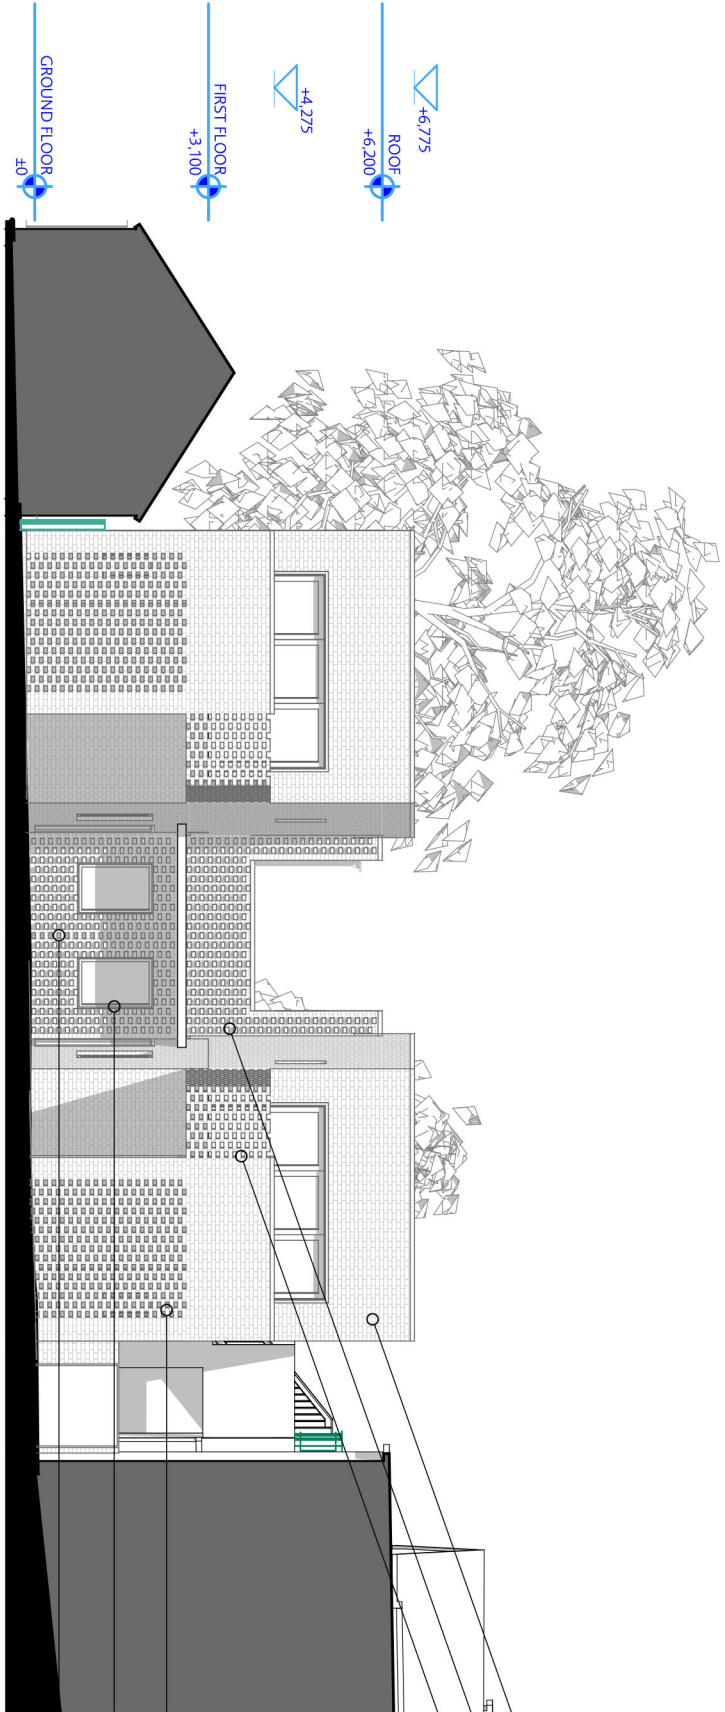 +6,775
ROOF
+6,200
+4,275
FIRST FLOOR
+3,100
GROUND FLOOR
±0